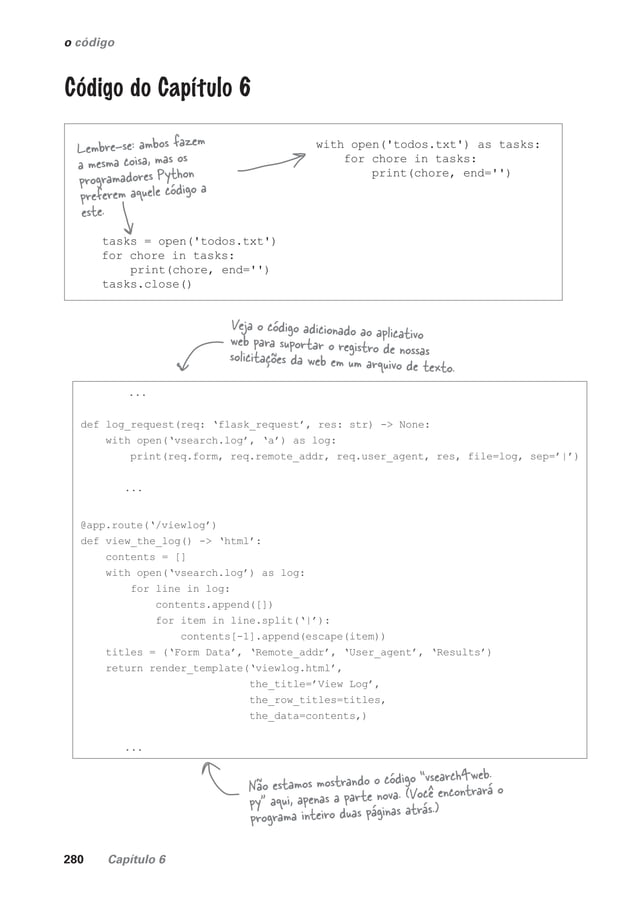 o código
Código do Capítulo 6
Lembre-se: ambos fazem
a mesma coisa, mas os
programadores Python
preferem aquele código a
este.
with open('todos.txt') as tasks:
    for chore in tasks:
        print(chore, end='')
tasks = open('todos.txt')
for chore in tasks:
    print(chore, end='')
tasks.close()
Veja o código adicionado ao aplicativo
web para suportar o registro de nossas
solicitações da web em um arquivo de texto.
...
def log_request(req: ‘flask_request’, res: str) -> None:
    with open(‘vsearch.log’, ‘a’) as log:
        print(req.form, req.remote_addr, req.user_agent, res, file=log, sep=’|’)
...
@app.route(‘/viewlog’)
def view_the_log() -> ‘html’:
    contents = []
    with open(‘vsearch.log’) as log:
        for line in log:
            contents.append([])
            for item in line.split(‘|’):
                contents[-1].append(escape(item))
    titles = (‘Form Data’, ‘Remote_addr’, ‘User_agent’, ‘Results’)
    return render_template(‘viewlog.html’,
                           the_title=’View Log’,
                           the_row_titles=titles,
                           the_data=contents,)
...
Não estamos mostrando o código "vsearch4web.
py" aqui, apenas a parte nova. (Você encontrará o
programa inteiro duas páginas atrás.)
280 Capítulo 6